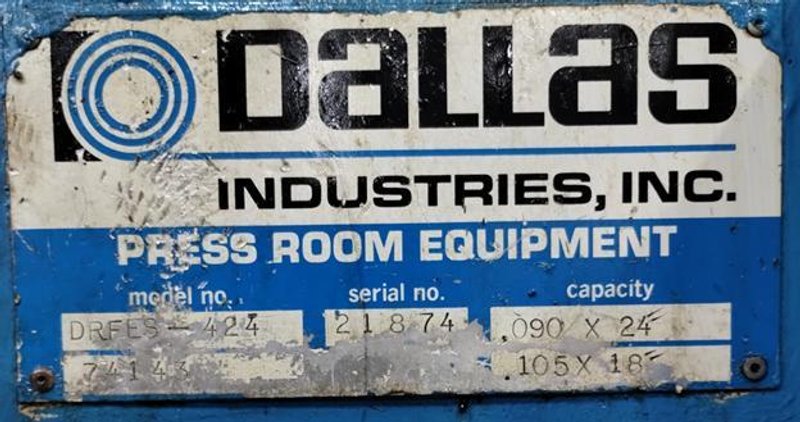 Dallas
INDUSTRIES, INC.
PRESS ROOM EQUIPMENT
model no. serial no. capacity
DRFES-424 21874 .090 X 24"
74143 .105 X 18"